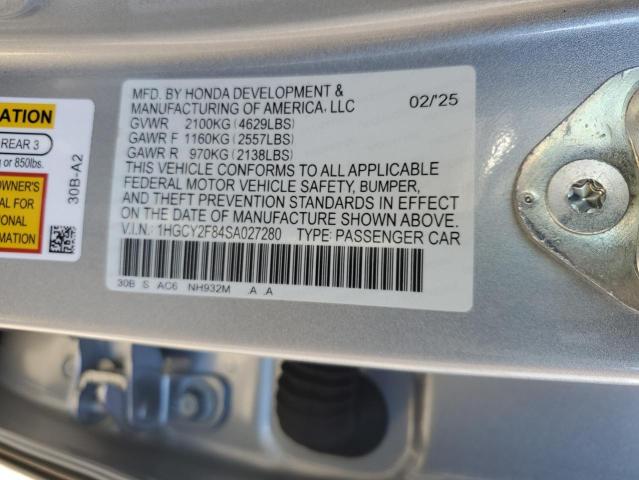 ATION
REAR 3
g or 850lbs.
OWNER'S
AL FOR
TIONAL
RMATION
30B-A2
MFD. BY HONDA DEVELOPMENT &
MANUFACTURING OF AMERICA, LLC 02/'25
GVWR 2100KG (4629LBS)
GAWR F 1160KG (2557LBS)
GAWR R 970KG (2138LBS)
THIS VEHICLE CONFORMS TO ALL APPLICABLE
FEDERAL MOTOR VEHICLE SAFETY, BUMPER,
AND THEFT PREVENTION STANDARDS IN EFFECT
ON THE DATE OF MANUFACTURE SHOWN ABOVE.
V.I.N.: 1HGCY2F84SA027280 TYPE: PASSENGER CAR
30B S AC6 NH932M .A .A